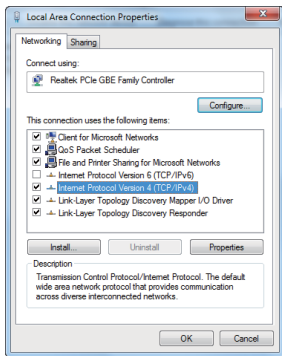 Local Area Connection Properties
Networking Sharing
Connect using:
Realtek PCIe GBE Family Controller
Configure...
This connection uses the following items:
Client for Microsoft Networks
QoS Packet Scheduler
File and Printer Sharing for Microsoft Networks
Internet Protocol Version 6 (TCP/IPv6)
Internet Protocol Version 4 (TCP/IPv4)
Link-Layer Topology Discovery Mapper I/O Driver
Link-Layer Topology Discovery Responder
Install... Uninstall Properties
Description
Transmission Control Protocol/Internet Protocol. The default
wide area network protocol that provides communication
across diverse interconnected networks.
OK Cancel